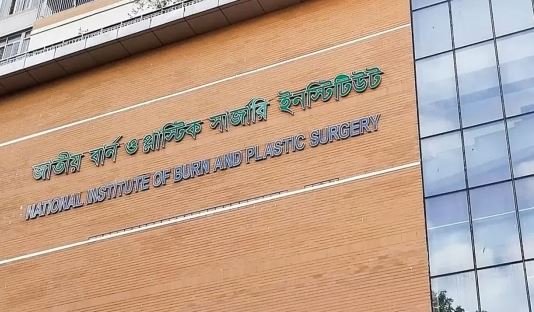 জাতীয় বার্ন ও প্লাস্টিক সার্জারি ইনস্টিটিউট
NATIONAL INSTITUTE OF BURN AND PLASTIC SURGERY